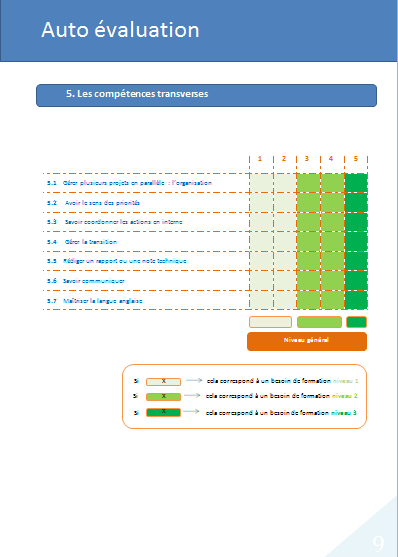 Auto évaluation
5. Les compétences transverses
1 2 3 4 5
5.1 Gérer plusieurs projets en parallèle : l'organisation
5.2 Avoir le sens des priorités
5.3 Savoir coordonner les actions en interne
5.4 Gérer la transition
5.5 Rédiger un rapport ou une note technique
5.6 Savoir communiquer
5.7 Maîtriser la langue anglaise
Niveau général
Si X cela correspond à un besoin de formation niveau 1
Si X cela correspond à un besoin de formation niveau 2
Si X cela correspond à un besoin de formation niveau 3
9